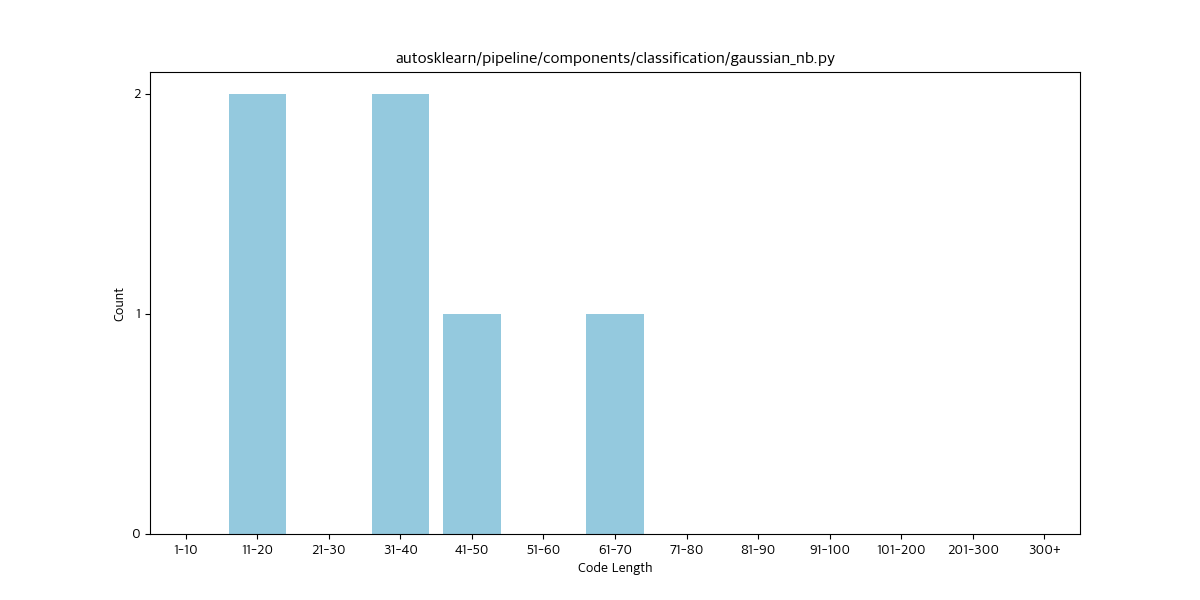 autosklearn/pipeline/components/classification/gaussian_nb.py
2
1
0
Count
1-10 11-20 21-30 31-40 41-50 51-60 61-70 71-80 81-90 91-100 101-200 201-300 300+
Code Length